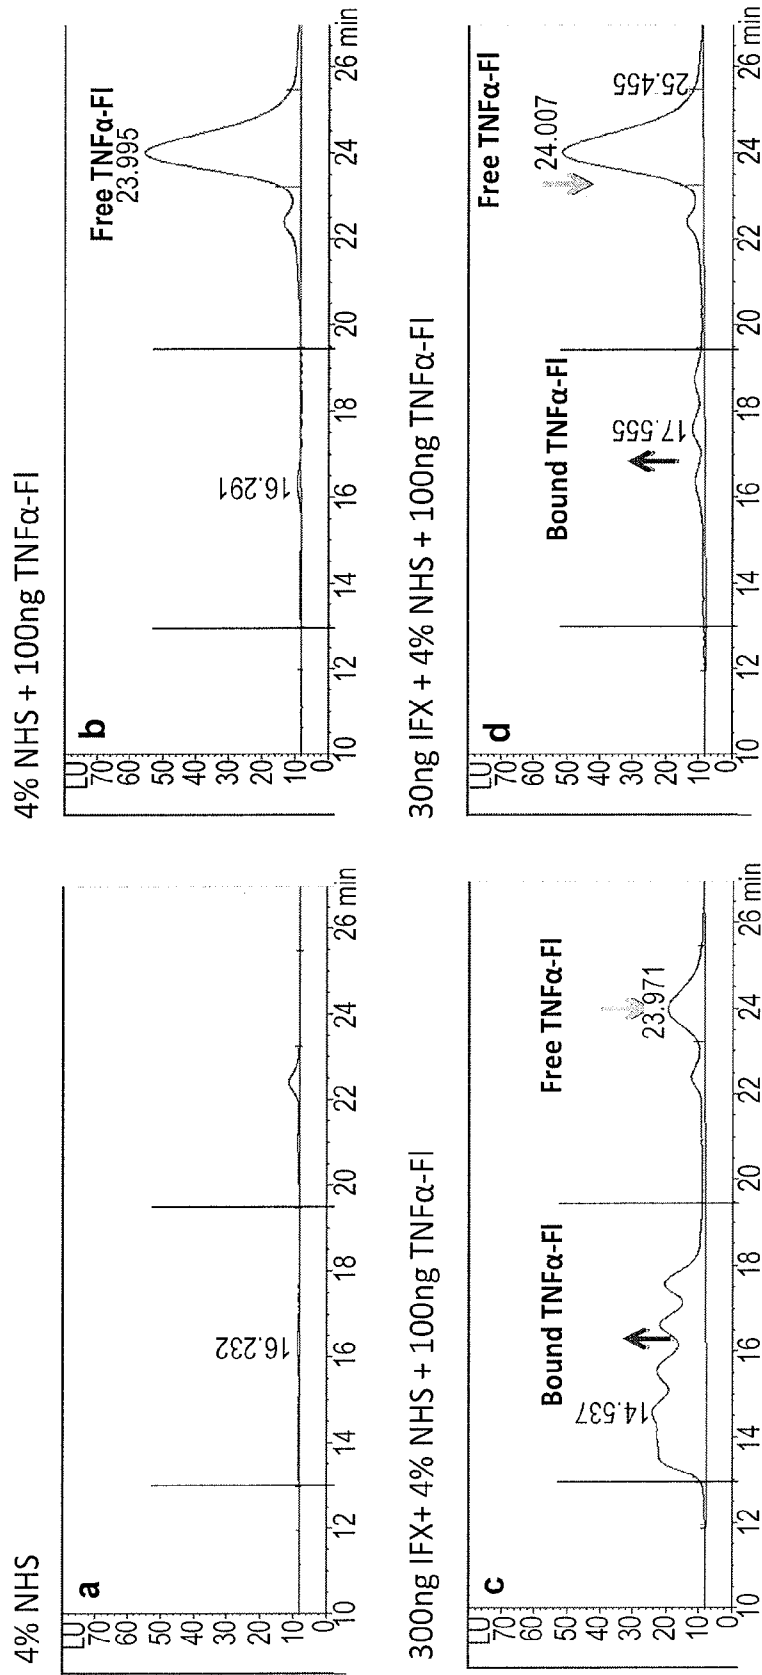 4% NHS
a
LU
70
60
50
40
30
20
10
0
16.232
10 12 14 16 18 20 22 24 26 min
4% NHS + 100ng TNFα-Fl
b
LU
70
60
50
40
30
20
10
0
16.291
Free TNFα-Fl
23.995
10 12 14 16 18 20 22 24 26 min
300ng IFX+ 4% NHS + 100ng TNFα-Fl
c
LU
70
60
50
40
30
20
10
0
Bound TNFα-Fl
14.537
Free TNFα-Fl
23.971
10 12 14 16 18 20 22 24 26 min
30ng IFX + 4% NHS + 100ng TNFα-Fl
d
LU
70
60
50
40
30
20
10
0
Bound TNFα-Fl
17.555
Free TNFα-Fl
24.007
25.455
10 12 14 16 18 20 22 24 26 min